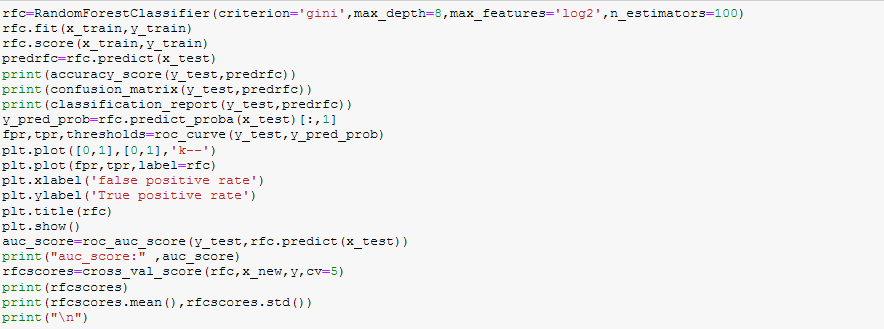 rfc=RandomForestClassifier(criterion='gini',max_depth=8,max_features='log2',n_estimators=100)
rfc.fit(x_train,y_train)
rfc.score(x_train,y_train)
predrfc=rfc.predict(x_test)
print(accuracy_score(y_test,predrfc))
print(confusion_matrix(y_test,predrfc))
print(classification_report(y_test,predrfc))
y_pred_prob=rfc.predict_proba(x_test)[:,1]
fpr,tpr,thresholds=roc_curve(y_test,y_pred_prob)
plt.plot([0,1],[0,1],'k--')
plt.plot(fpr,tpr,label=rfc)
plt.xlabel('false positive rate')
plt.ylabel('True positive rate')
plt.title(rfc)
plt.show()
auc_score=roc_auc_score(y_test,rfc.predict(x_test))
print("auc_score:" ,auc_score)
rfcscores=cross_val_score(rfc,x_new,y,cv=5)
print(rfcscores)
print(rfcscores.mean(),rfcscores.std())
print("\n")